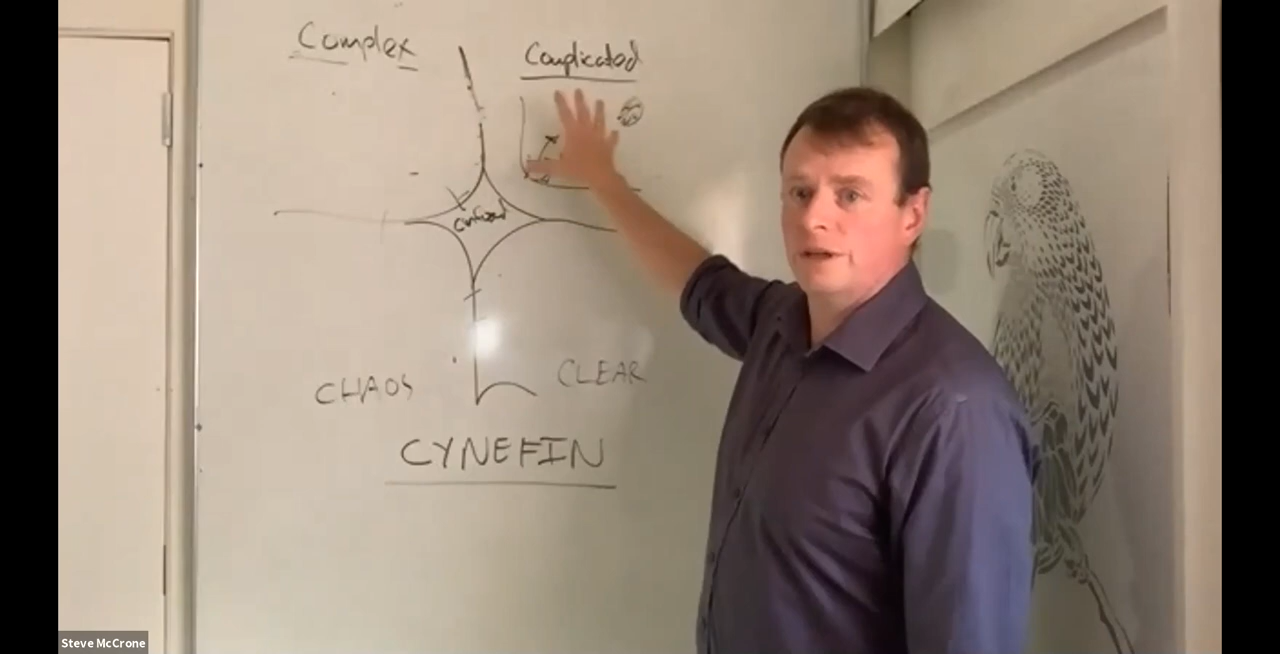 Complex
Complicated
confused
CHAOS
CLEAR
CYNEFIN
Steve McCrone